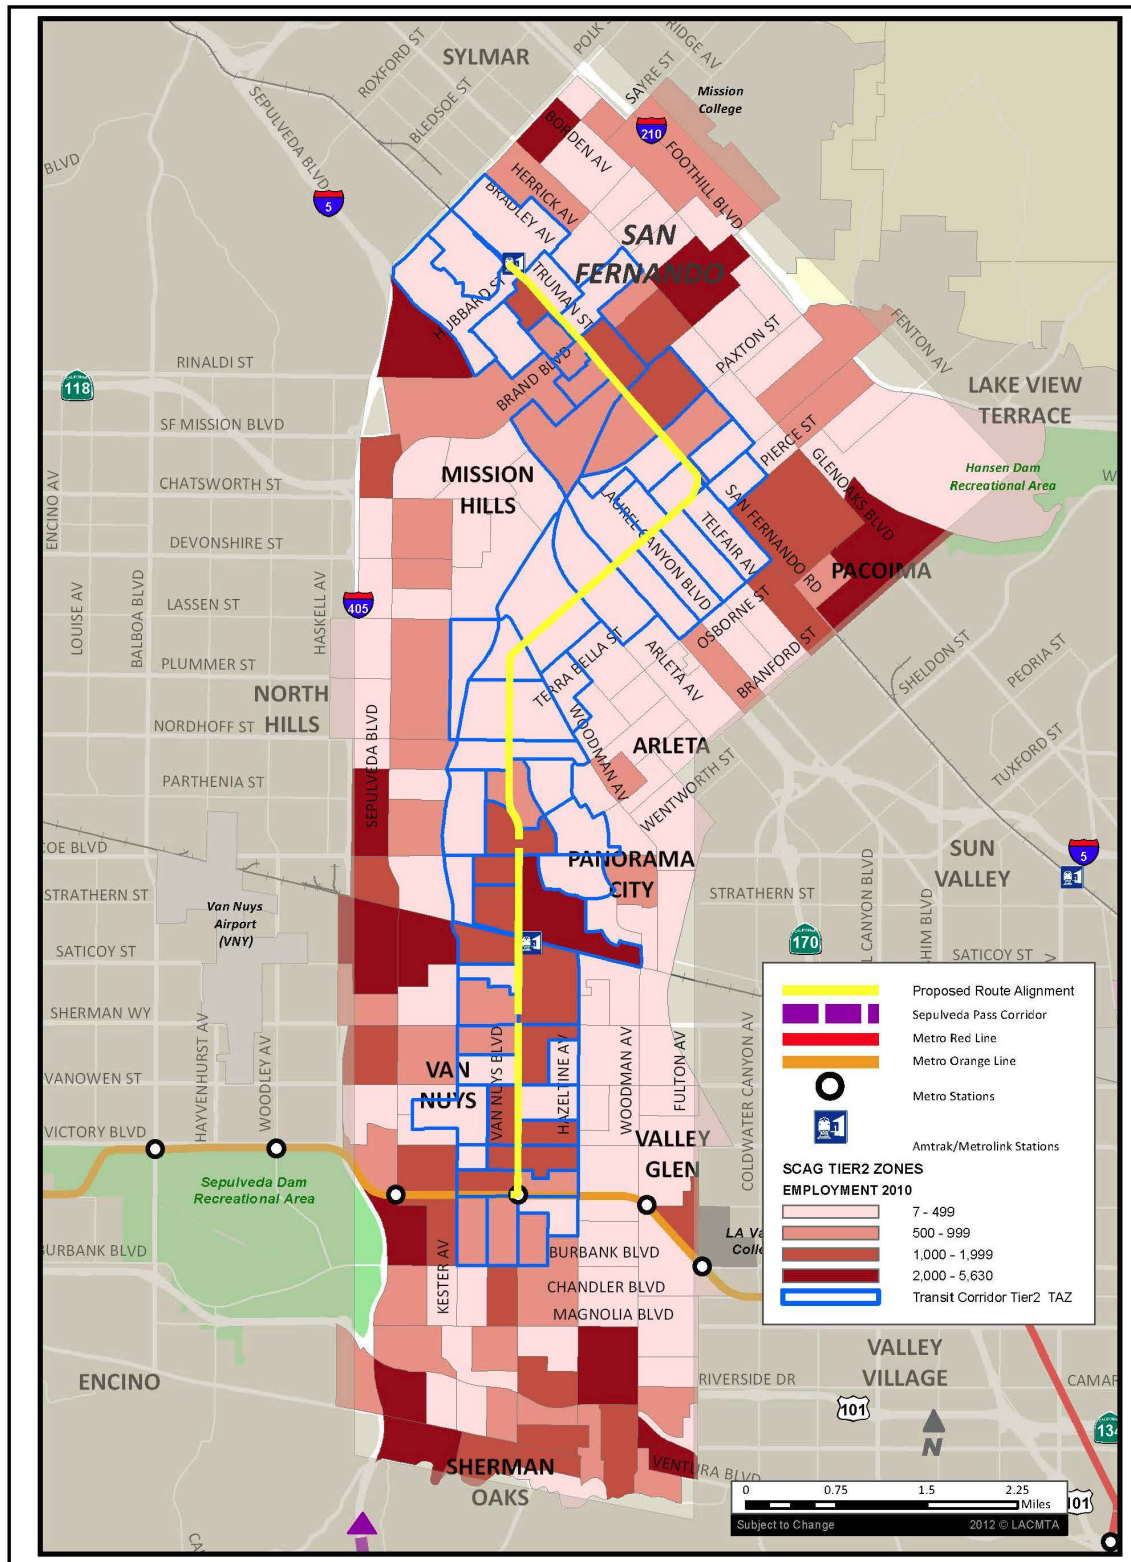 SYLMAR
POLK
RIDGE AV
ROXFORD ST
SAYRE ST
Mission
College
BLEDSOE ST
SEPULVEDA BLVD
210
BORDEN AV
BLVD
FOOTHILL BLVD
HERRICK AV
5
BRADLEY AV
SAN
FERNANDO
TRUMAN ST
HUBBARD ST
FENTON AV
PAXTON ST
RINALDI ST
118
BRAND BLVD
LAKE VIEW
TERRACE
SF MISSION BLVD
PIERCE ST
GLENOAKS BLVD
MISSION
HILLS
Hansen Dam
Recreational Area
W
CHATSWORTH ST
ENCINO AV
LAUREL CANYON BLVD
SAN FERNANDO RD
TELFAIR AV
DEVONSHIRE ST
PACOIMA
LOUISE AV
BALBOA BLVD
LASSEN ST
HASKELL AV
405
OSBORNE ST
BRANFORD ST
PLUMMER ST
TERRA BELLA ST
ARLETA AV
SHELDON ST
PEORIA ST
NORTH
HILLS
NORDHOFF ST
SEPULVEDA BLVD
WOODMAN AV
ARLETA
TUXFORD ST
PARTHENIA ST
WENTWORTH ST
COE BLVD
PANORAMA
CITY
SUN
VALLEY
5
STRATHERN ST
STRATHERN ST
Van Nuys
Airport
(VNY)
L CANYON BLVD
SHIM BLVD
170
SATICOY ST
SATICOY ST
V
SHERMAN WY
HAYVENHURST AV
WOODLEY AV
VAN
NUYS
VAN NUYS BLVD
HAZELTINE AV
WOODMAN AV
FULTON AV
COLDWATER CANYON AV
VANOWEN ST
VICTORY BLVD
VALLEY
GLEN
Sepulveda Dam
Recreational Area
LA Va
Colle
BURBANK BLVD
BURBANK BLVD
KESTER AV
CHANDLER BLVD
MAGNOLIA BLVD
Proposed Route Alignment
Sepulveda Pass Corridor
Metro Red Line
Metro Orange Line
Metro Stations
Amtrak/Metrolink Stations
SCAG TIER2 ZONES
EMPLOYMENT 2010
7 - 499
500 - 999
1,000 - 1,999
2,000 - 5,630
Transit Corridor Tier2 TAZ
VALLEY
VILLAGE
ENCINO
RIVERSIDE DR
CAMAR
101
134
N
SHERMAN
OAKS
VENTURA BLVD
0 0.75 1.5 2.25
Miles
101
Subject to Change 2012 © LACMTA